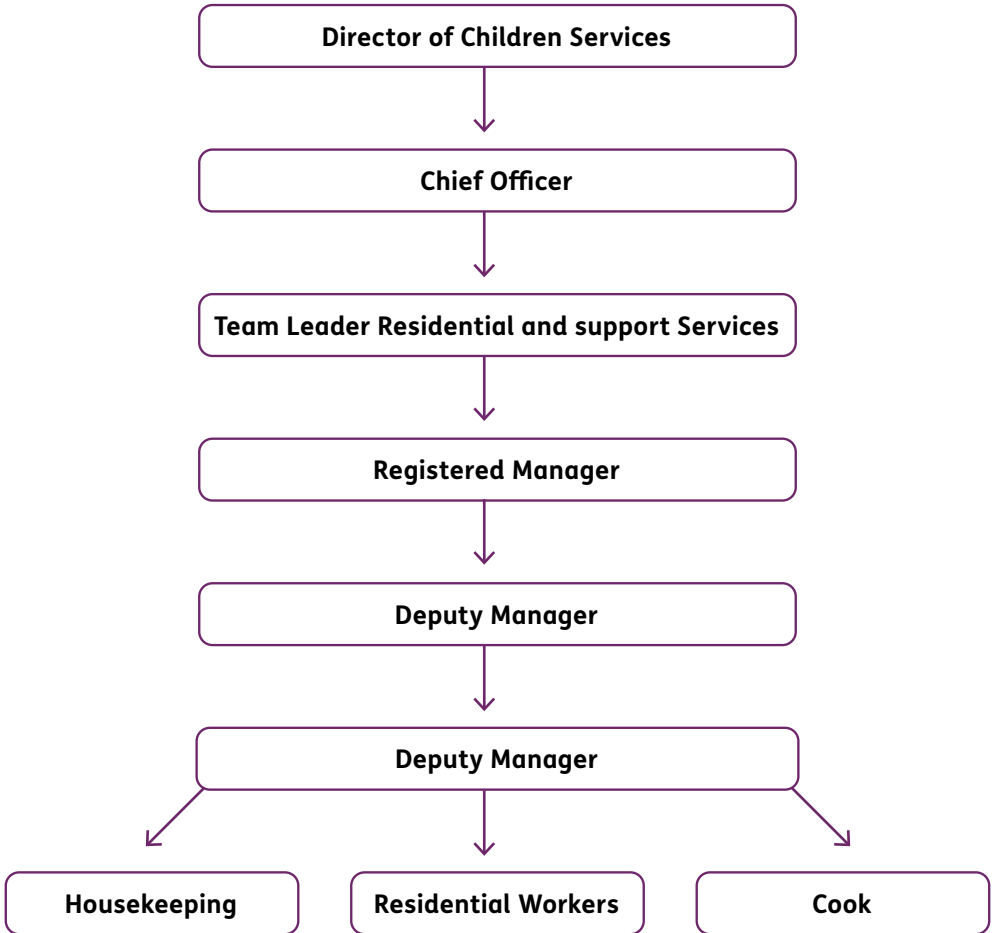 Director of Children Services
Chief Officer
Team Leader Residential and support Services
Registered Manager
Deputy Manager
Deputy Manager
Housekeeping
Residential Workers
Cook